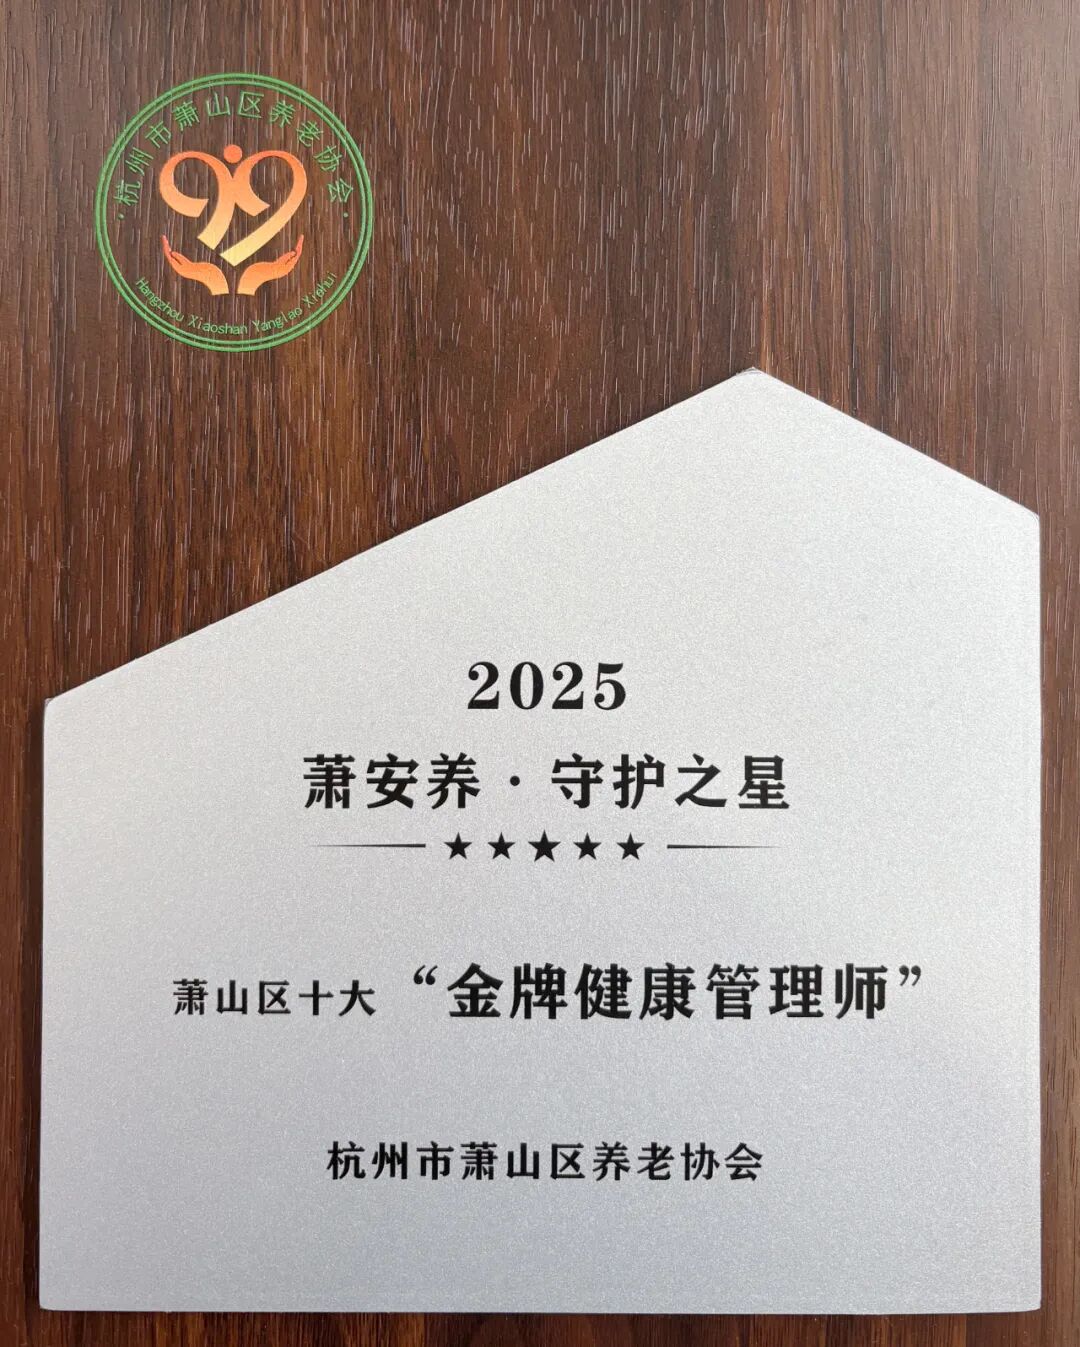 杭州市萧山区养老协会
Hangzhou Xiaoshan Yanglao Xiehui
2025
萧安养·守护之星
★★★★★
萧山区十大“金牌健康管理师”
杭州市萧山区养老协会